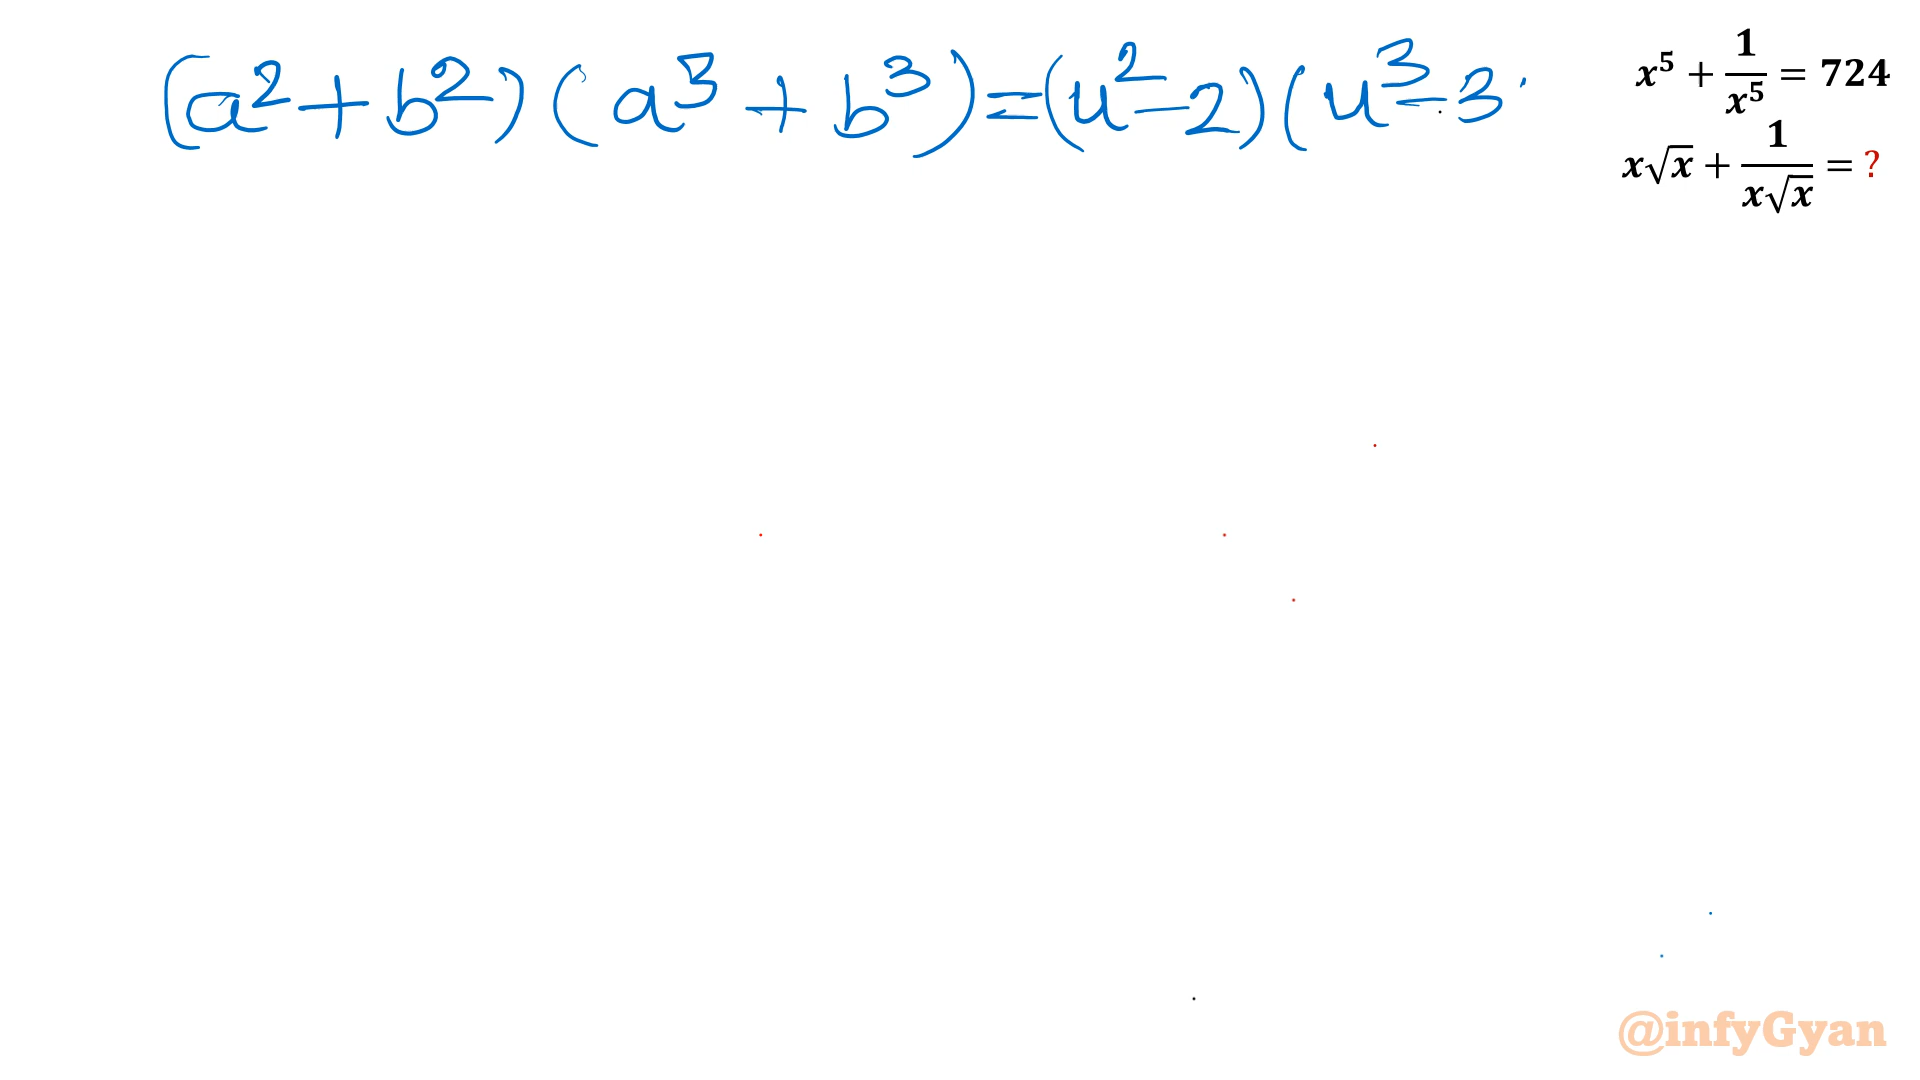 (a²+b²)(a³+b³)=(u²-2)(u³-3
x⁵ + 1/x⁵ = 724
x√x + 1/x√x = ?
@infyGyan